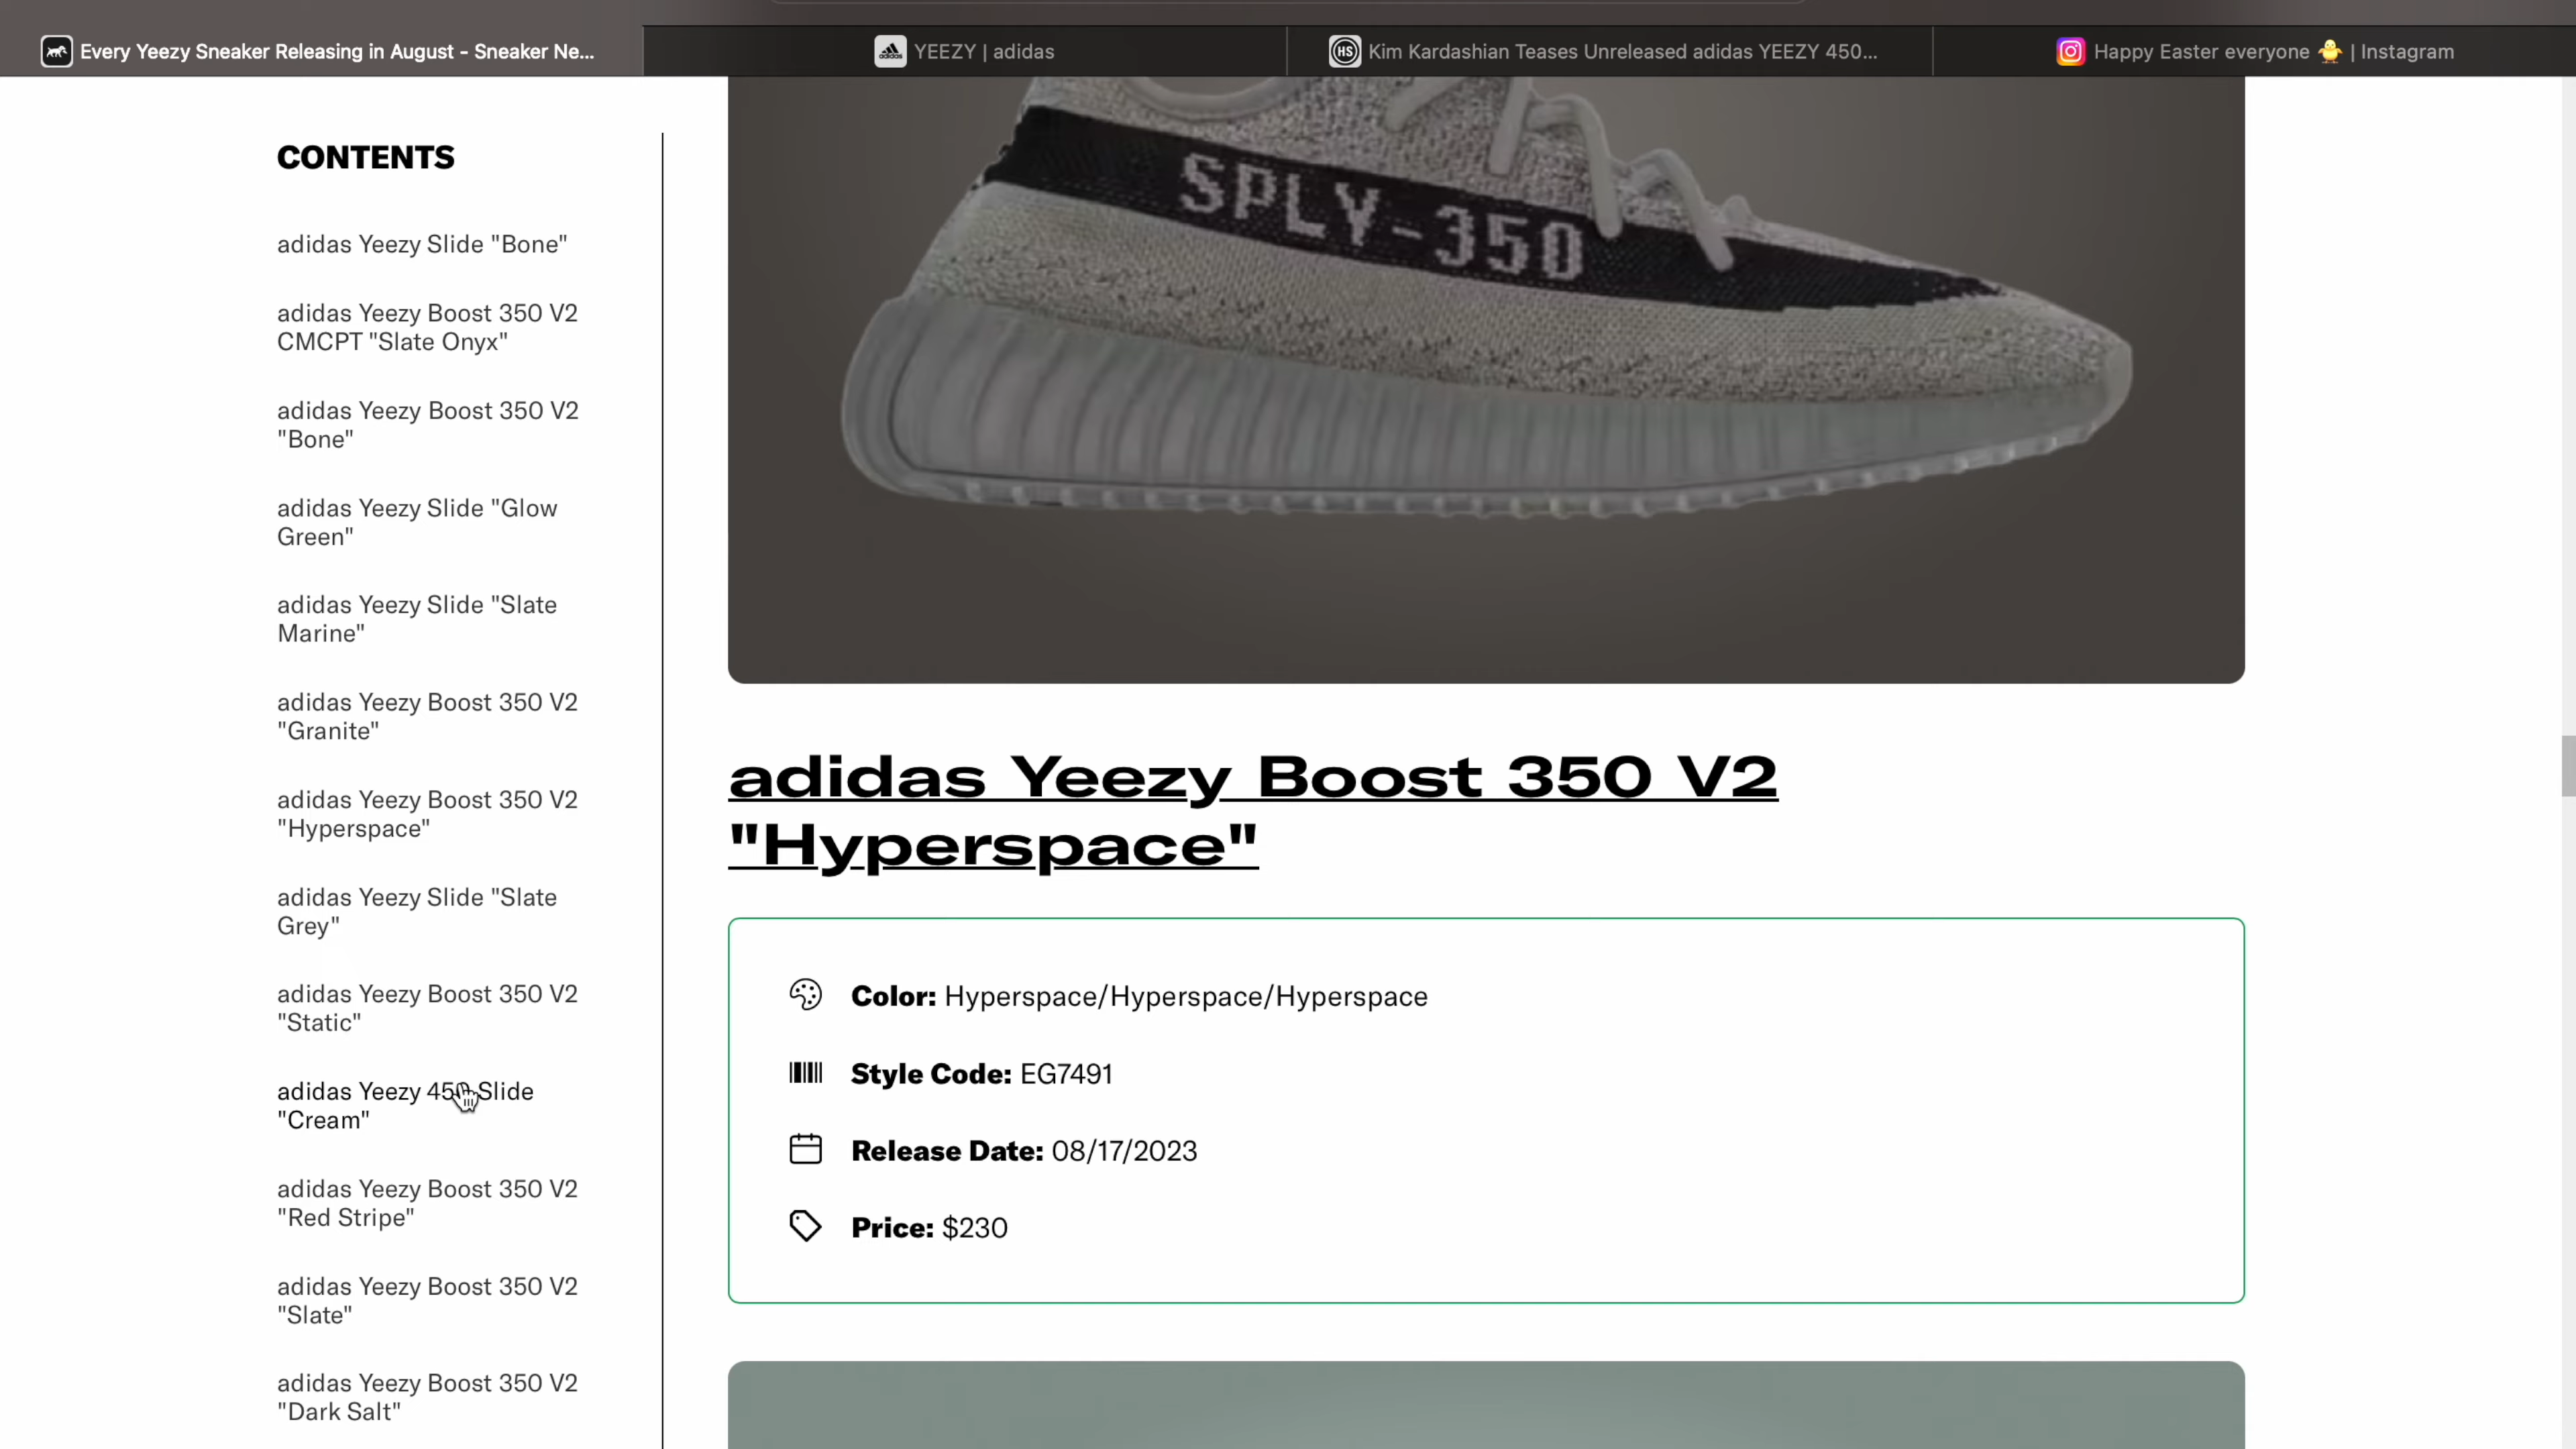 Every Yeezy Sneaker Releasing in August - Sneaker Ne...
YEEZY | adidas
HS
Kim Kardashian Teases Unreleased adidas YEEZY 450...
Happy Easter everyone 🐥 | Instagram
CONTENTS
adidas Yeezy Slide "Bone"
adidas Yeezy Boost 350 V2
CMCPT "Slate Onyx"
adidas Yeezy Boost 350 V2
"Bone"
adidas Yeezy Slide "Glow
Green"
adidas Yeezy Slide "Slate
Marine"
adidas Yeezy Boost 350 V2
"Granite"
adidas Yeezy Boost 350 V2
"Hyperspace"
adidas Yeezy Slide "Slate
Grey"
adidas Yeezy Boost 350 V2
"Static"
adidas Yeezy 450 Slide
"Cream"
adidas Yeezy Boost 350 V2
"Red Stripe"
adidas Yeezy Boost 350 V2
"Slate"
adidas Yeezy Boost 350 V2
"Dark Salt"
SPLY-350
adidas Yeezy Boost 350 V2
"Hyperspace"
Color: Hyperspace/Hyperspace/Hyperspace
Style Code: EG7491
Release Date: 08/17/2023
Price: $230